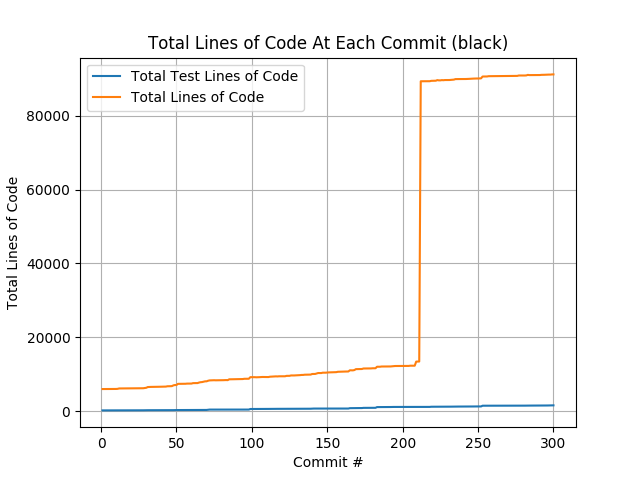 Total Lines of Code At Each Commit (black)
Total Test Lines of Code
Total Lines of Code
Total Lines of Code
80000
60000
40000
20000
0
0 50 100 150 200 250 300
Commit #